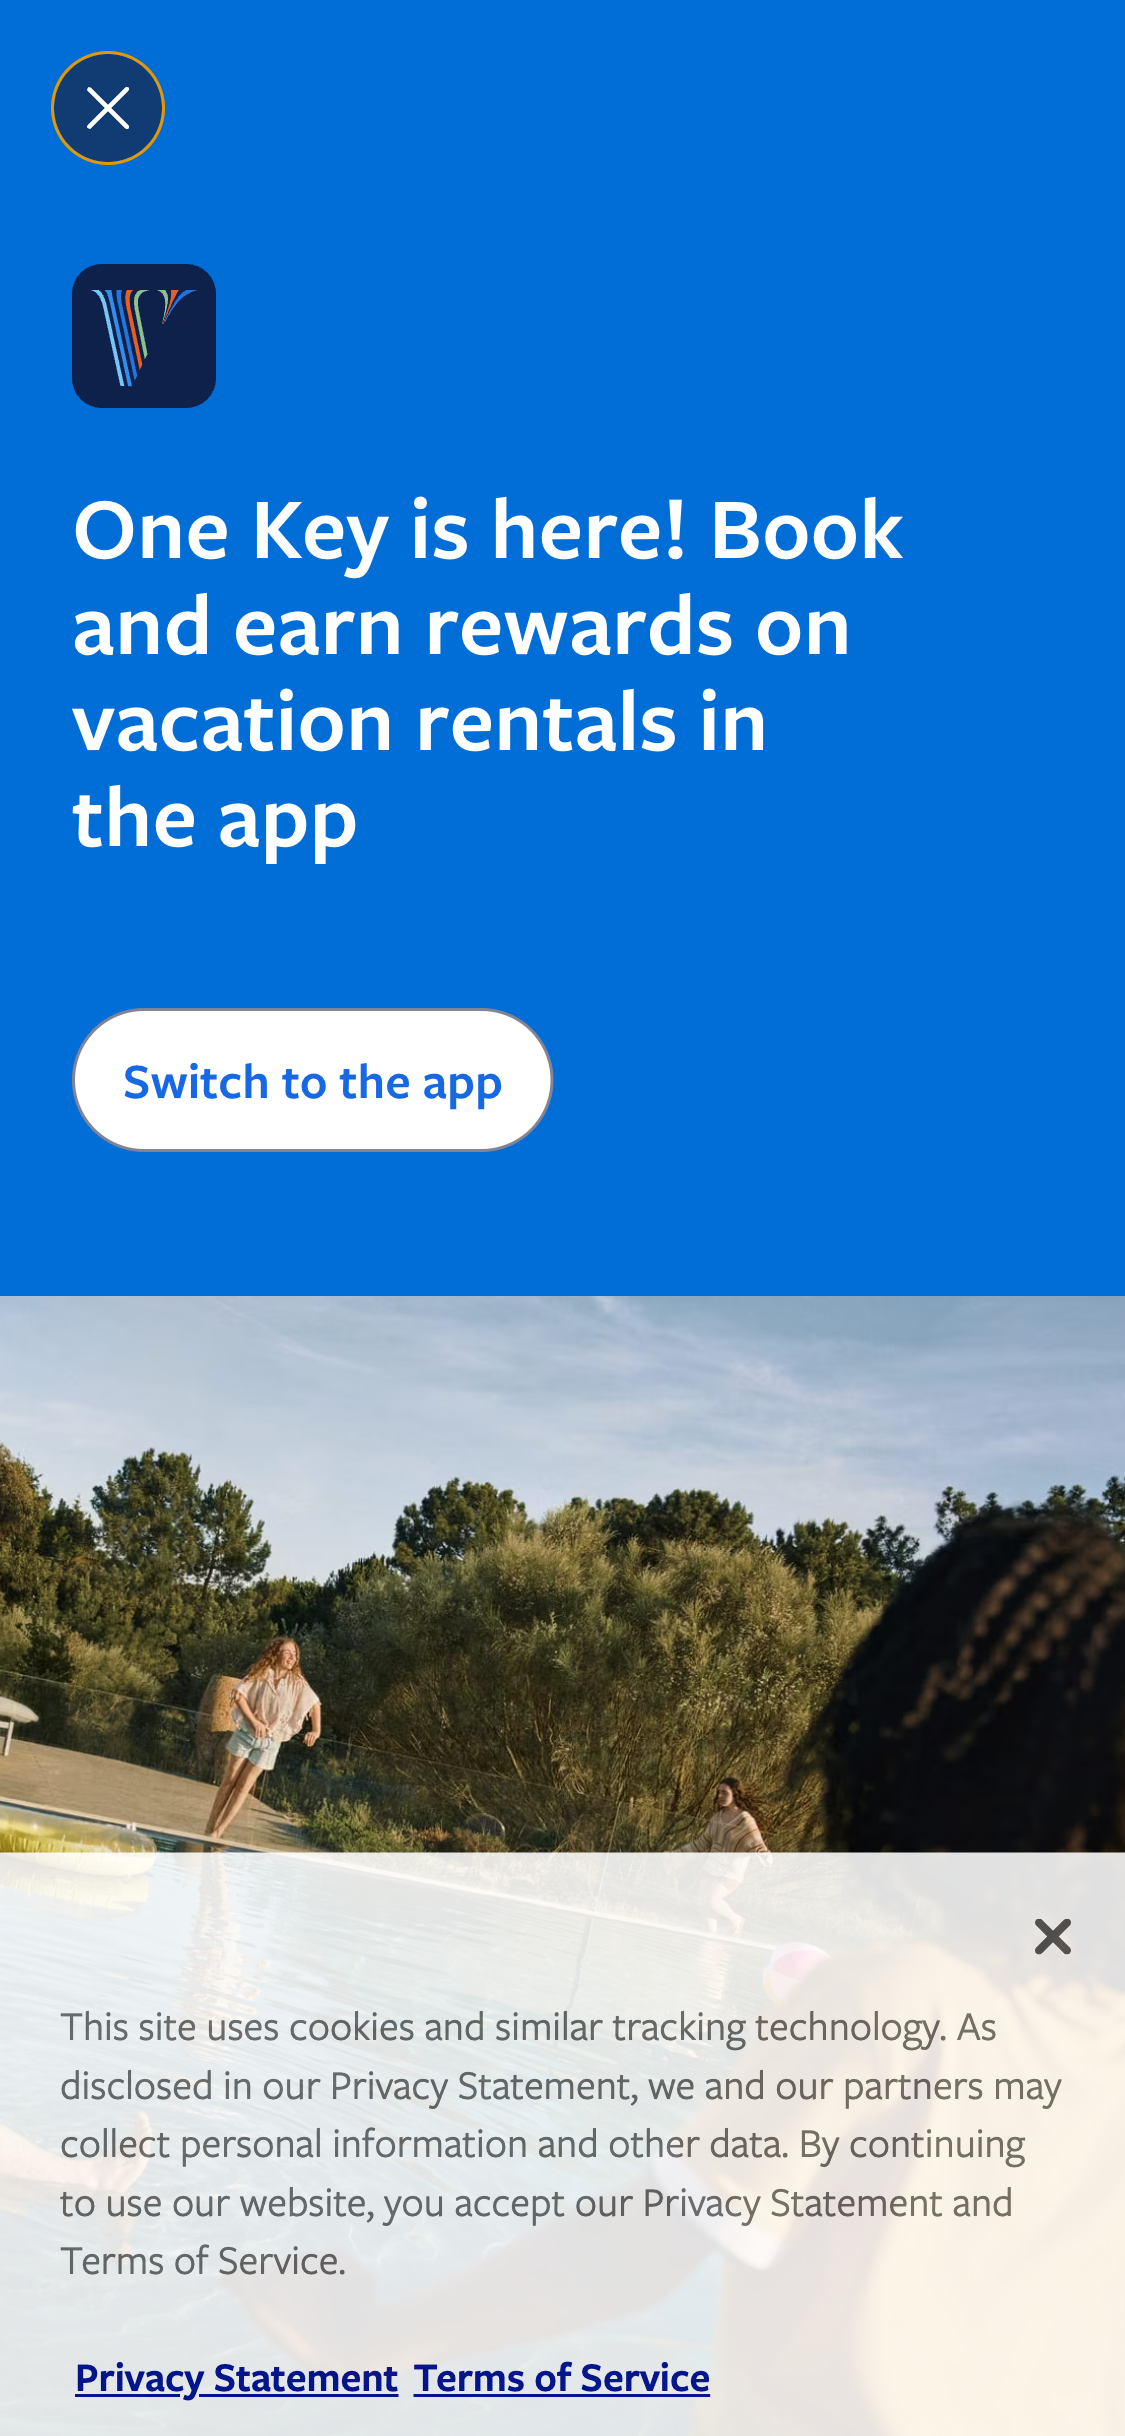 One Key is here! Book
and earn rewards on
vacation rentals in
the app
Switch to the app
This site uses cookies and similar tracking technology. As
disclosed in our Privacy Statement, we and our partners may
collect personal information and other data. By continuing
to use our website, you accept our Privacy Statement and
Terms of Service.
Privacy Statement Terms of Service